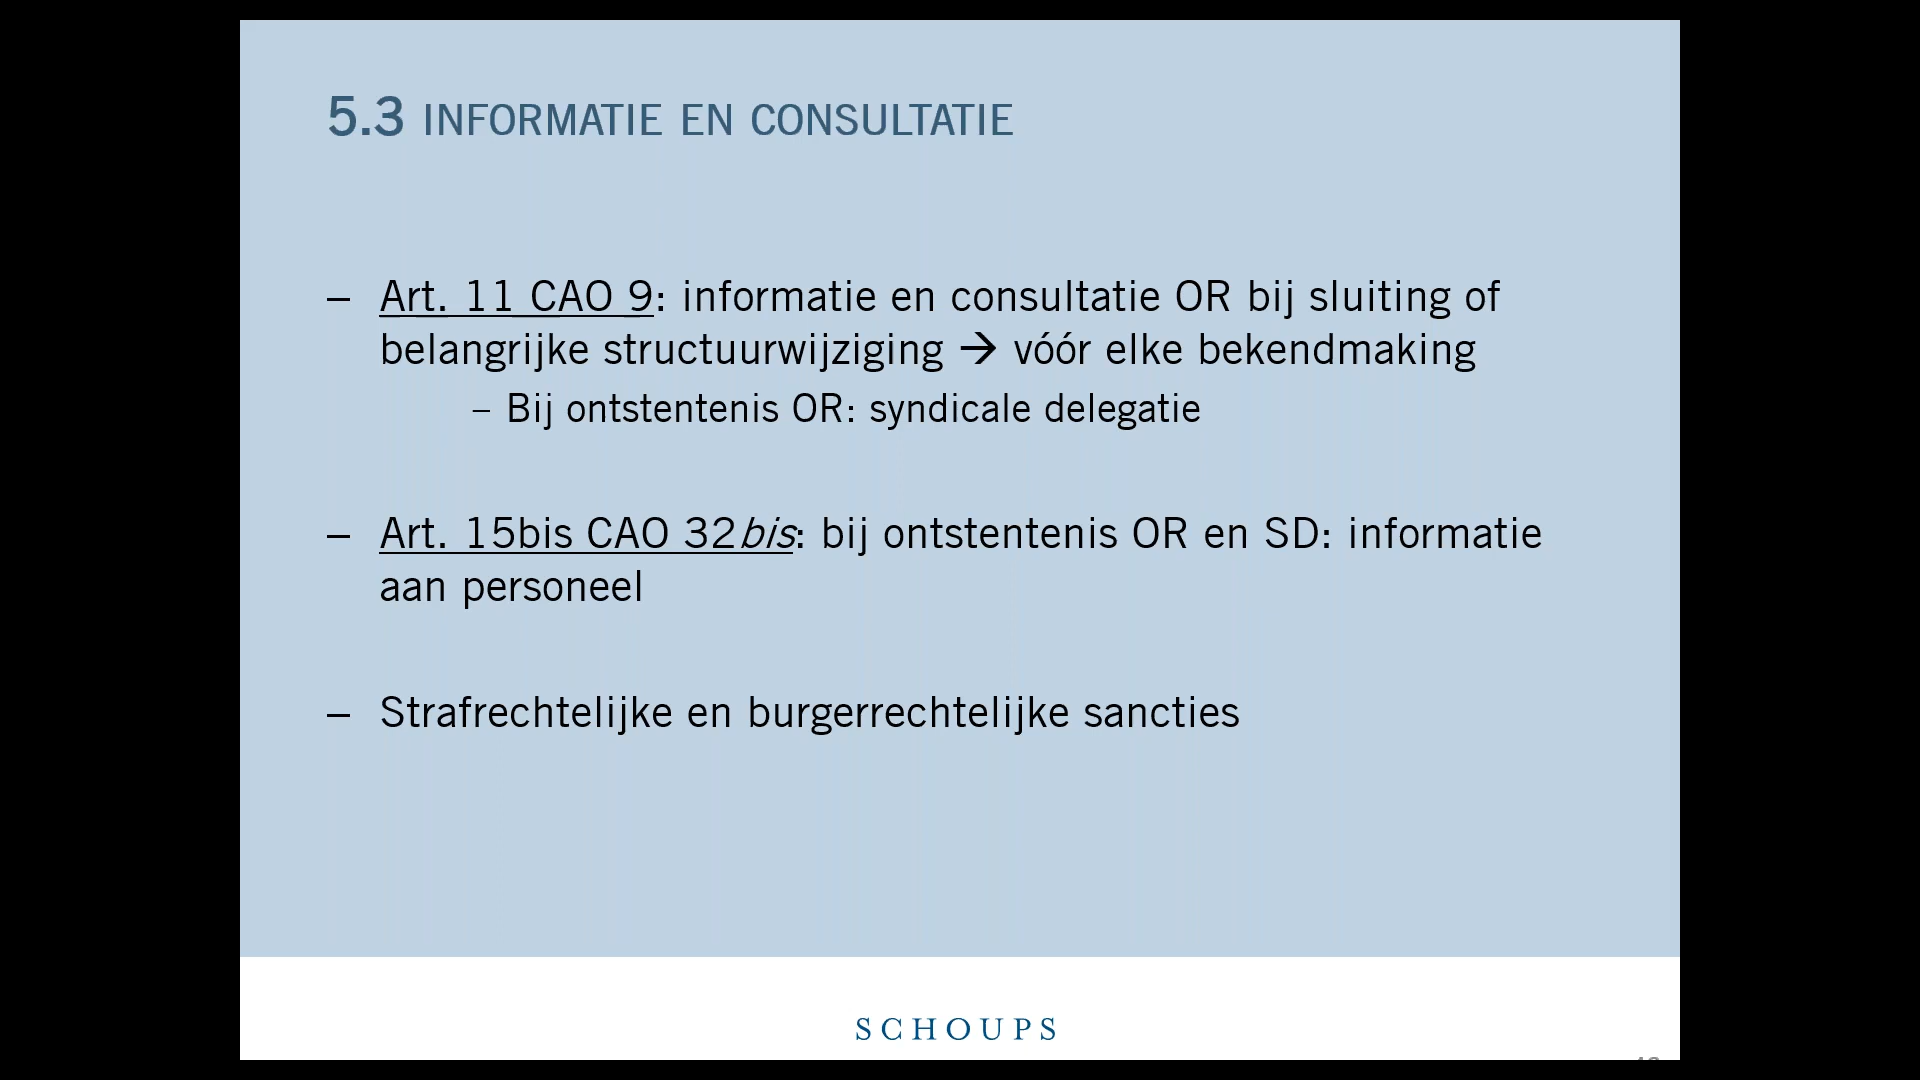 5.3 INFORMATIE EN CONSULTATIE
– Art. 11 CAO 9: informatie en consultatie OR bij sluiting of
belangrijke structuurwijziging → vóór elke bekendmaking
– Bij ontstentenis OR: syndicale delegatie
– Art. 15bis CAO 32bis: bij ontstentenis OR en SD: informatie
aan personeel
– Strafrechtelijke en burgerrechtelijke sancties
SCHOUPS